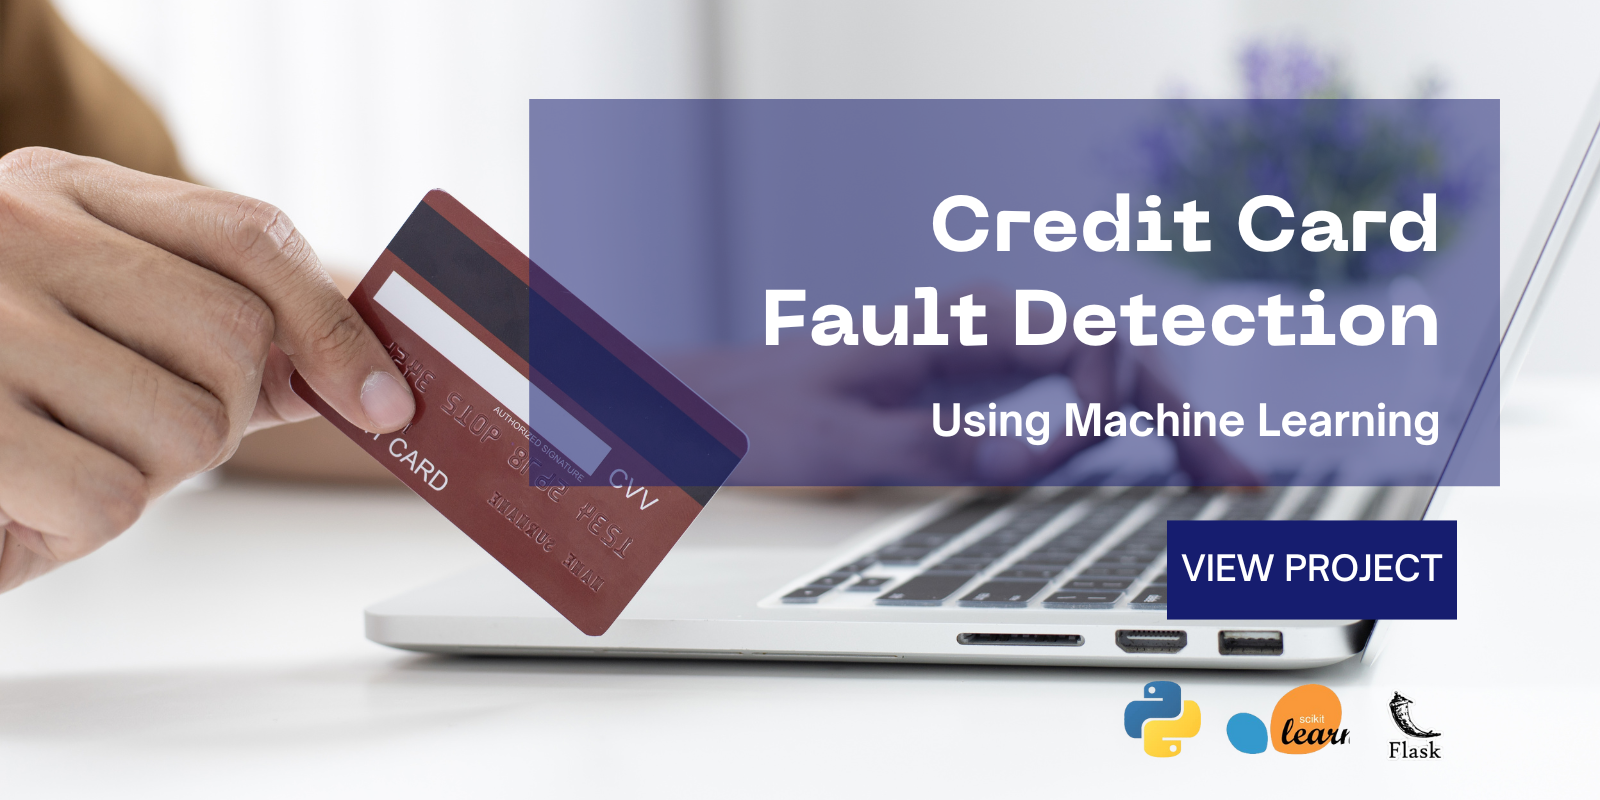 Credit Card
Fault Detection
Using Machine Learning
AUTHORIZED SIGNATURE
CVV
CARD
VIEW PROJECT
scikit
learn
Flask